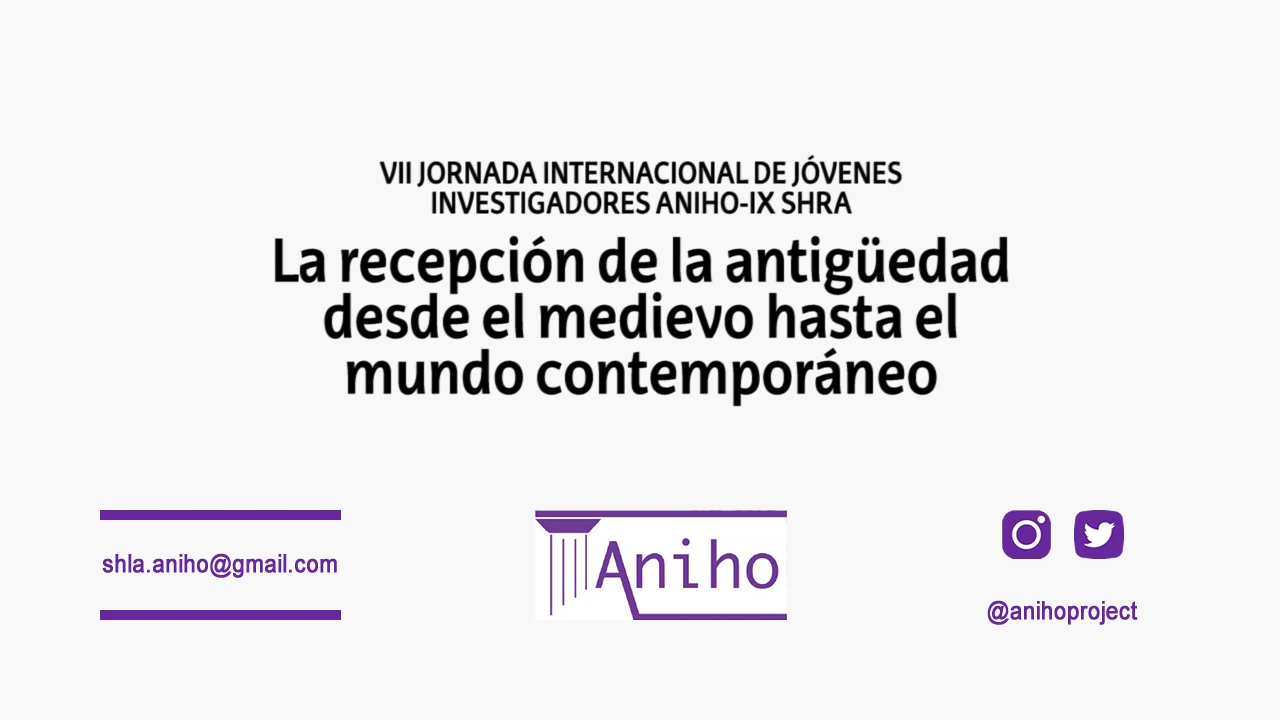 VII JORNADA INTERNACIONAL DE JÓVENES
INVESTIGADORES ANIHO-IX SHRA
La recepción de la antigüedad
desde el medievo hasta el
mundo contemporáneo
shla.aniho@gmail.com
Aniho
@anihoproject